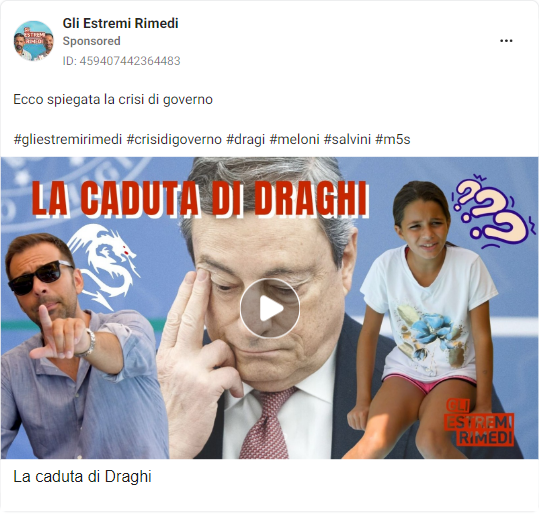 Gli Estremi Rimedi
Sponsored
ID: 459407442364483
Ecco spiegata la crisi di governo
#gliestremirimedi #crisidigoverno #dragi #meloni #salvini #m5s
LA CADUTA DI DRAGHI
???
GLI
ESTREMI
RIMEDI
La caduta di Draghi